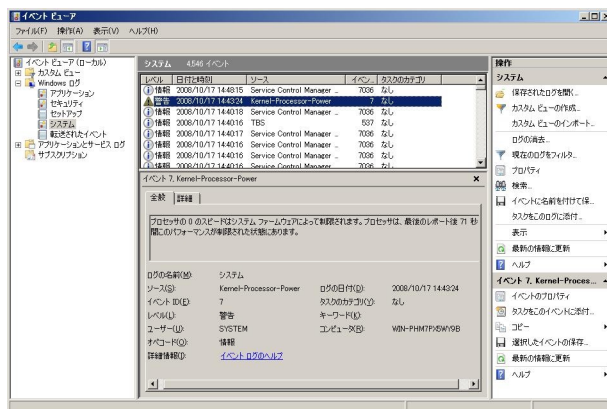 イベント ビューア
ファイル(F) 操作(A) 表示(V) ヘルプ(H)
イベント ビューア (ローカル)
カスタム ビュー
Windows ログ
アプリケーション
セキュリティ
セットアップ
システム
転送されたイベント
アプリケーションとサービス ログ
サブスクリプション
システム 4,546 イベント
レベル 日付と時刻 ソース イベン... タスクのカテゴリ
情報 2008/10/17 14:48:15 Service Control Manager ... 7036 なし
警告 2008/10/17 14:43:24 Kernel-Processor-Power 7 なし
情報 2008/10/17 14:40:18 Service Control Manager ... 7036 なし
情報 2008/10/17 14:40:16 TBS 537 なし
情報 2008/10/17 14:40:17 Service Control Manager ... 7036 なし
情報 2008/10/17 14:40:16 Service Control Manager ... 7036 なし
情報 2008/10/17 14:40:16 Service Control Manager ... 7036 なし
イベント 7, Kernel-Processor-Power
全般 詳細
プロセッサの 0 のスピードはシステム ファームウェアによって制限されます。プロセッサは、最後のレポート後 71 秒
間このパフォーマンスが制限された状態にあります。
ログの名前(M): システム
ソース(S): Kernel-Processor-Power ログの日付(D): 2008/10/17 14:43:24
イベント ID(E): 7 タスクのカテゴリ(Y): なし
レベル(L): 警告 キーワード(K):
ユーザー(U): SYSTEM コンピュータ(R): WIN-PHM7PX5WY9B
オペコード(O): 情報
詳細情報(I): イベント ログのヘルプ
操作
システム
保存されたログを開く...
カスタム ビューの作成...
カスタム ビューのインポート...
ログの消去...
現在のログをフィルタ...
プロパティ
検索...
イベントに名前を付けて保...
タスクをこのログに添付...
表示
最新の情報に更新
ヘルプ
イベント 7, Kernel-Proces...
イベントのプロパティ
タスクをこのイベントに添付...
コピー
選択したイベントの保存...
最新の情報に更新
ヘルプ